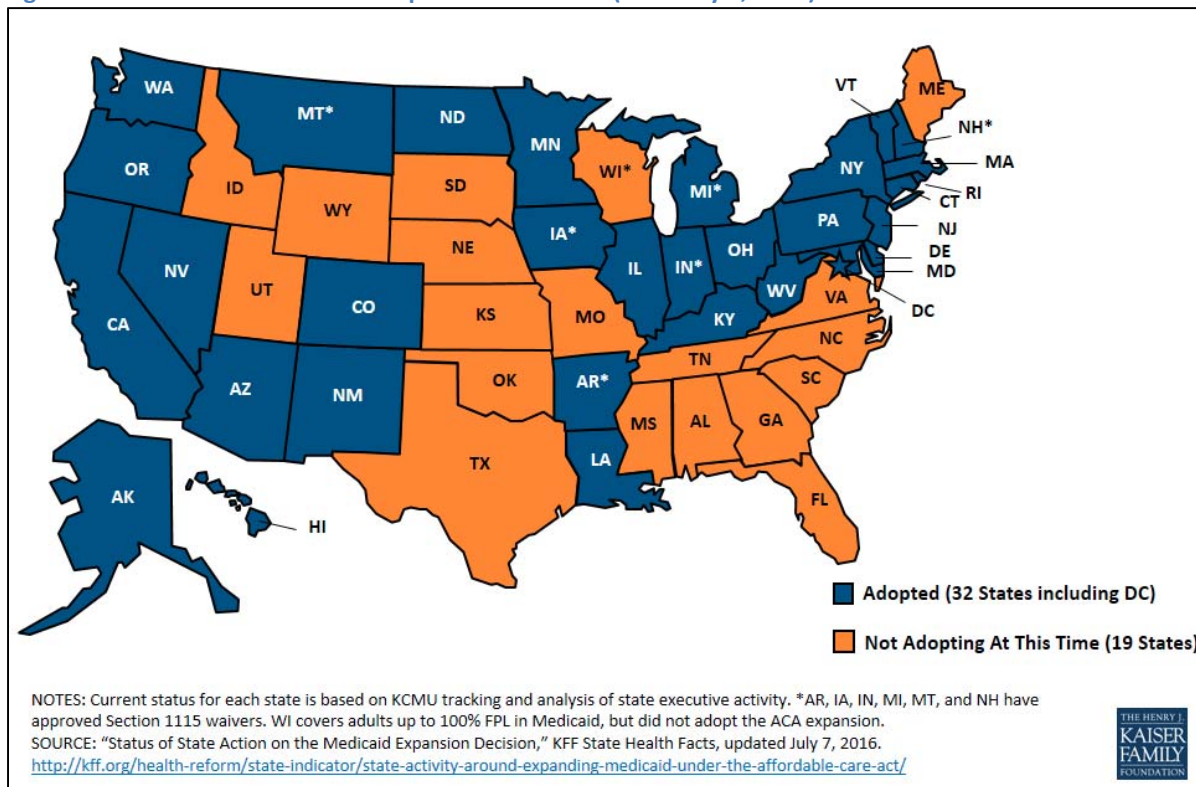 WA
MT*
ND
MN
VT
ME
NH*
MA
RI
CT
NJ
DE
MD
DC
OR
ID
WY
SD
WI*
MI*
NY
PA
NV
UT
CO
NE
IA*
IL
IN*
OH
WV
VA
CA
KS
MO
KY
NC
AZ
NM
OK
AR*
TN
SC
TX
LA
MS
AL
GA
FL
AK
HI
Adopted (32 States including DC)
Not Adopting At This Time (19 States)
NOTES: Current status for each state is based on KCMU tracking and analysis of state executive activity. *AR, IA, IN, MI, MT, and NH have
approved Section 1115 waivers. WI covers adults up to 100% FPL in Medicaid, but did not adopt the ACA expansion.
SOURCE: “Status of State Action on the Medicaid Expansion Decision,” KFF State Health Facts, updated July 7, 2016.
http://kff.org/health-reform/state-indicator/state-activity-around-expanding-medicaid-under-the-affordable-care-act/
THE HENRY J.
KAISER
FAMILY
FOUNDATION